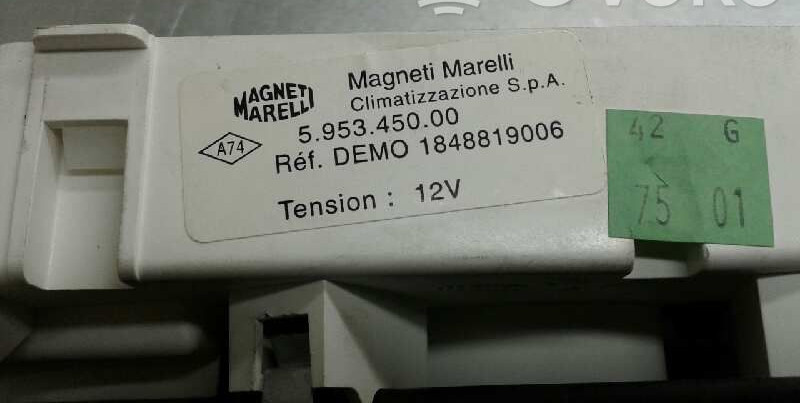 MAGNETI
MARELLI
Magneti Marelli
Climatizzazione S.p.A.
A74
5.953.450.00
Réf. DEMO 1848819006
Tension : 12V
42 G
75 01